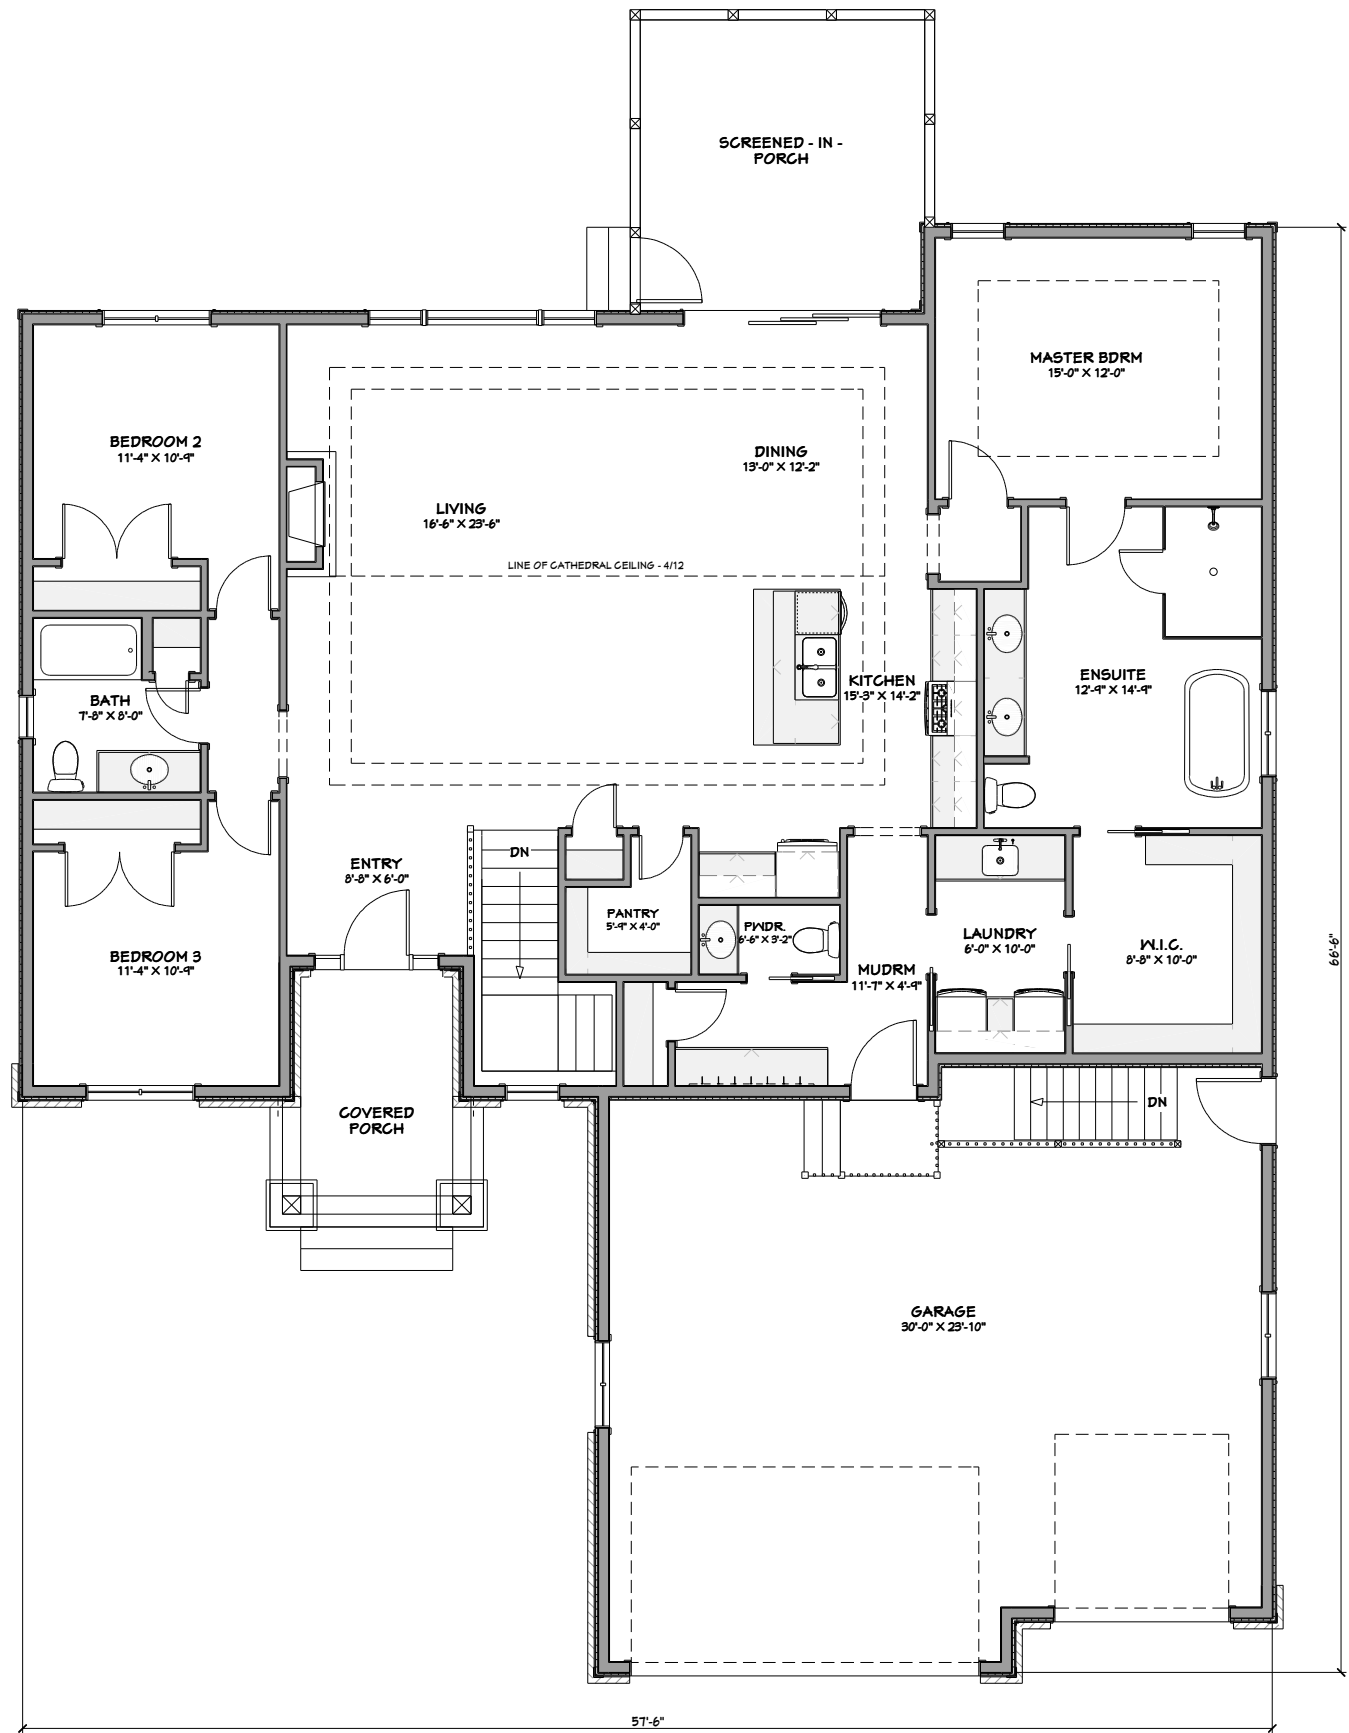 SCREENED - IN -
PORCH
MASTER BDRM
15'-0" X 12'-0"
BEDROOM 2
11'-4" X 10'-9"
DINING
13'-0" X 12'-2"
LIVING
16'-6" X 23'-6"
LINE OF CATHEDRAL CEILING - 4/12
KITCHEN
15'-3" X 14'-2"
ENSUITE
12'-9" X 14'-9"
BATH
7'-8" X 8'-0"
ENTRY
8'-8" X 6'-0"
DN
PANTRY
5'-9" X 4'-0"
PWDR.
6'-6" X 3'-2"
LAUNDRY
6'-0" X 10'-0"
W.I.C.
8'-8" X 10'-0"
BEDROOM 3
11'-4" X 10'-9"
MUDRM
11'-7" X 4'-9"
66'-6"
COVERED
PORCH
DN
GARAGE
30'-0" X 23'-10"
57'-6"